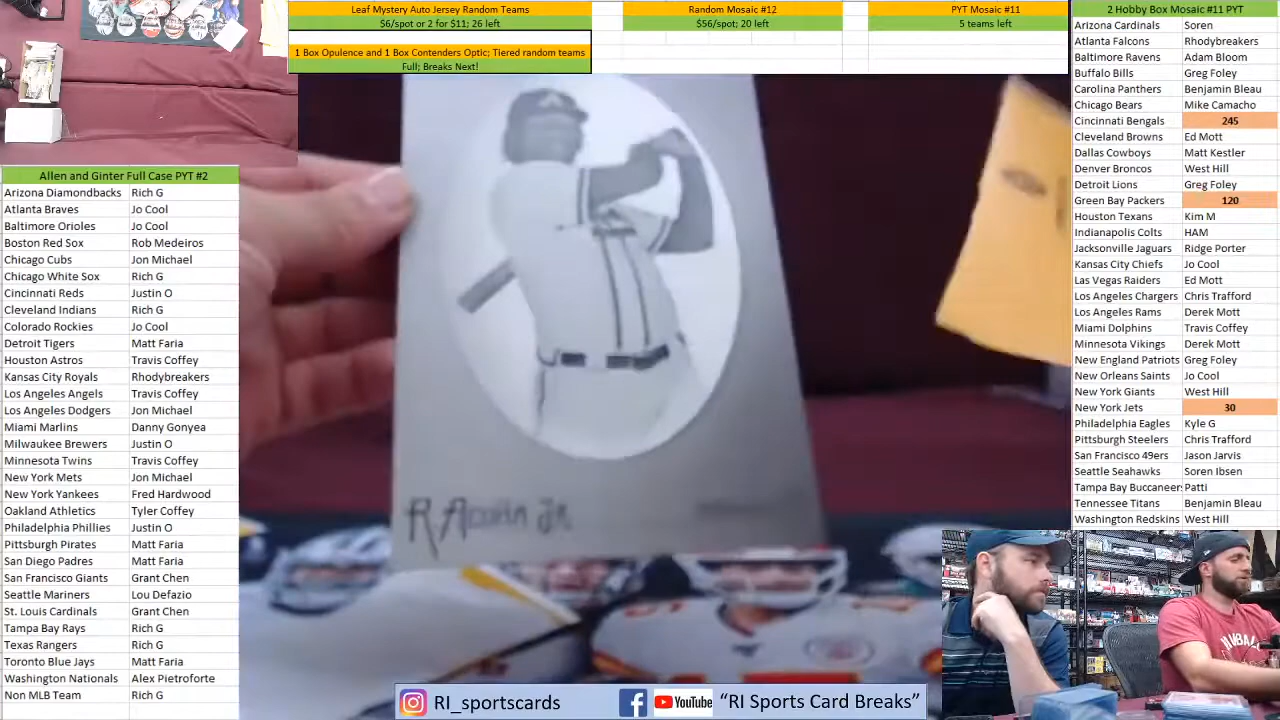 Leaf Mystery Auto Jersey Random Teams
$6/spot or 2 for $11; 26 left
1 Box Opulence and 1 Box Contenders Optic; Tiered random teams
Full; Breaks Next!
Random Mosaic #12
$56/spot; 20 left
PYT Mosaic #11
5 teams left
2 Hobby Box Mosaic #11 PYT
Arizona Cardinals Soren
Atlanta Falcons Rhodybreakers
Baltimore Ravens Adam Bloom
Buffalo Bills Greg Foley
Carolina Panthers Benjamin Bleau
Chicago Bears Mike Camacho
Cincinnati Bengals 245
Cleveland Browns Ed Mott
Dallas Cowboys Matt Kestler
Denver Broncos West Hill
Detroit Lions Greg Foley
Green Bay Packers 120
Houston Texans Kim M
Indianapolis Colts HAM
Jacksonville Jaguars Ridge Porter
Kansas City Chiefs Jo Cool
Las Vegas Raiders Ed Mott
Los Angeles Chargers Chris Trafford
Los Angeles Rams Derek Mott
Miami Dolphins Travis Coffey
Minnesota Vikings Derek Mott
New England Patriots Greg Foley
New Orleans Saints Jo Cool
New York Giants West Hill
New York Jets 30
Philadelphia Eagles Kyle G
Pittsburgh Steelers Chris Trafford
San Francisco 49ers Jason Jarvis
Seattle Seahawks Soren Ibsen
Tampa Bay Buccaneer Patti
Tennessee Titans Benjamin Bleau
Washington Redskins West Hill
Allen and Ginter Full Case PYT #2
Arizona Diamondbacks Rich G
Atlanta Braves Jo Cool
Baltimore Orioles Jo Cool
Boston Red Sox Rob Medeiros
Chicago Cubs Jon Michael
Chicago White Sox Rich G
Cincinnati Reds Justin O
Cleveland Indians Rich G
Colorado Rockies Jo Cool
Detroit Tigers Matt Faria
Houston Astros Travis Coffey
Kansas City Royals Rhodybreakers
Los Angeles Angels Travis Coffey
Los Angeles Dodgers Jon Michael
Miami Marlins Danny Gonyea
Milwaukee Brewers Justin O
Minnesota Twins Travis Coffey
New York Mets Jon Michael
New York Yankees Fred Hardwood
Oakland Athletics Tyler Coffey
Philadelphia Phillies Justin O
Pittsburgh Pirates Matt Faria
San Diego Padres Matt Faria
San Francisco Giants Grant Chen
Seattle Mariners Lou Defazio
St. Louis Cardinals Grant Chen
Tampa Bay Rays Rich G
Texas Rangers Rich G
Toronto Blue Jays Matt Faria
Washington Nationals Alex Pietroforte
Non MLB Team Rich G
RI_sportscards
YouTube
“RI Sports Card Breaks”